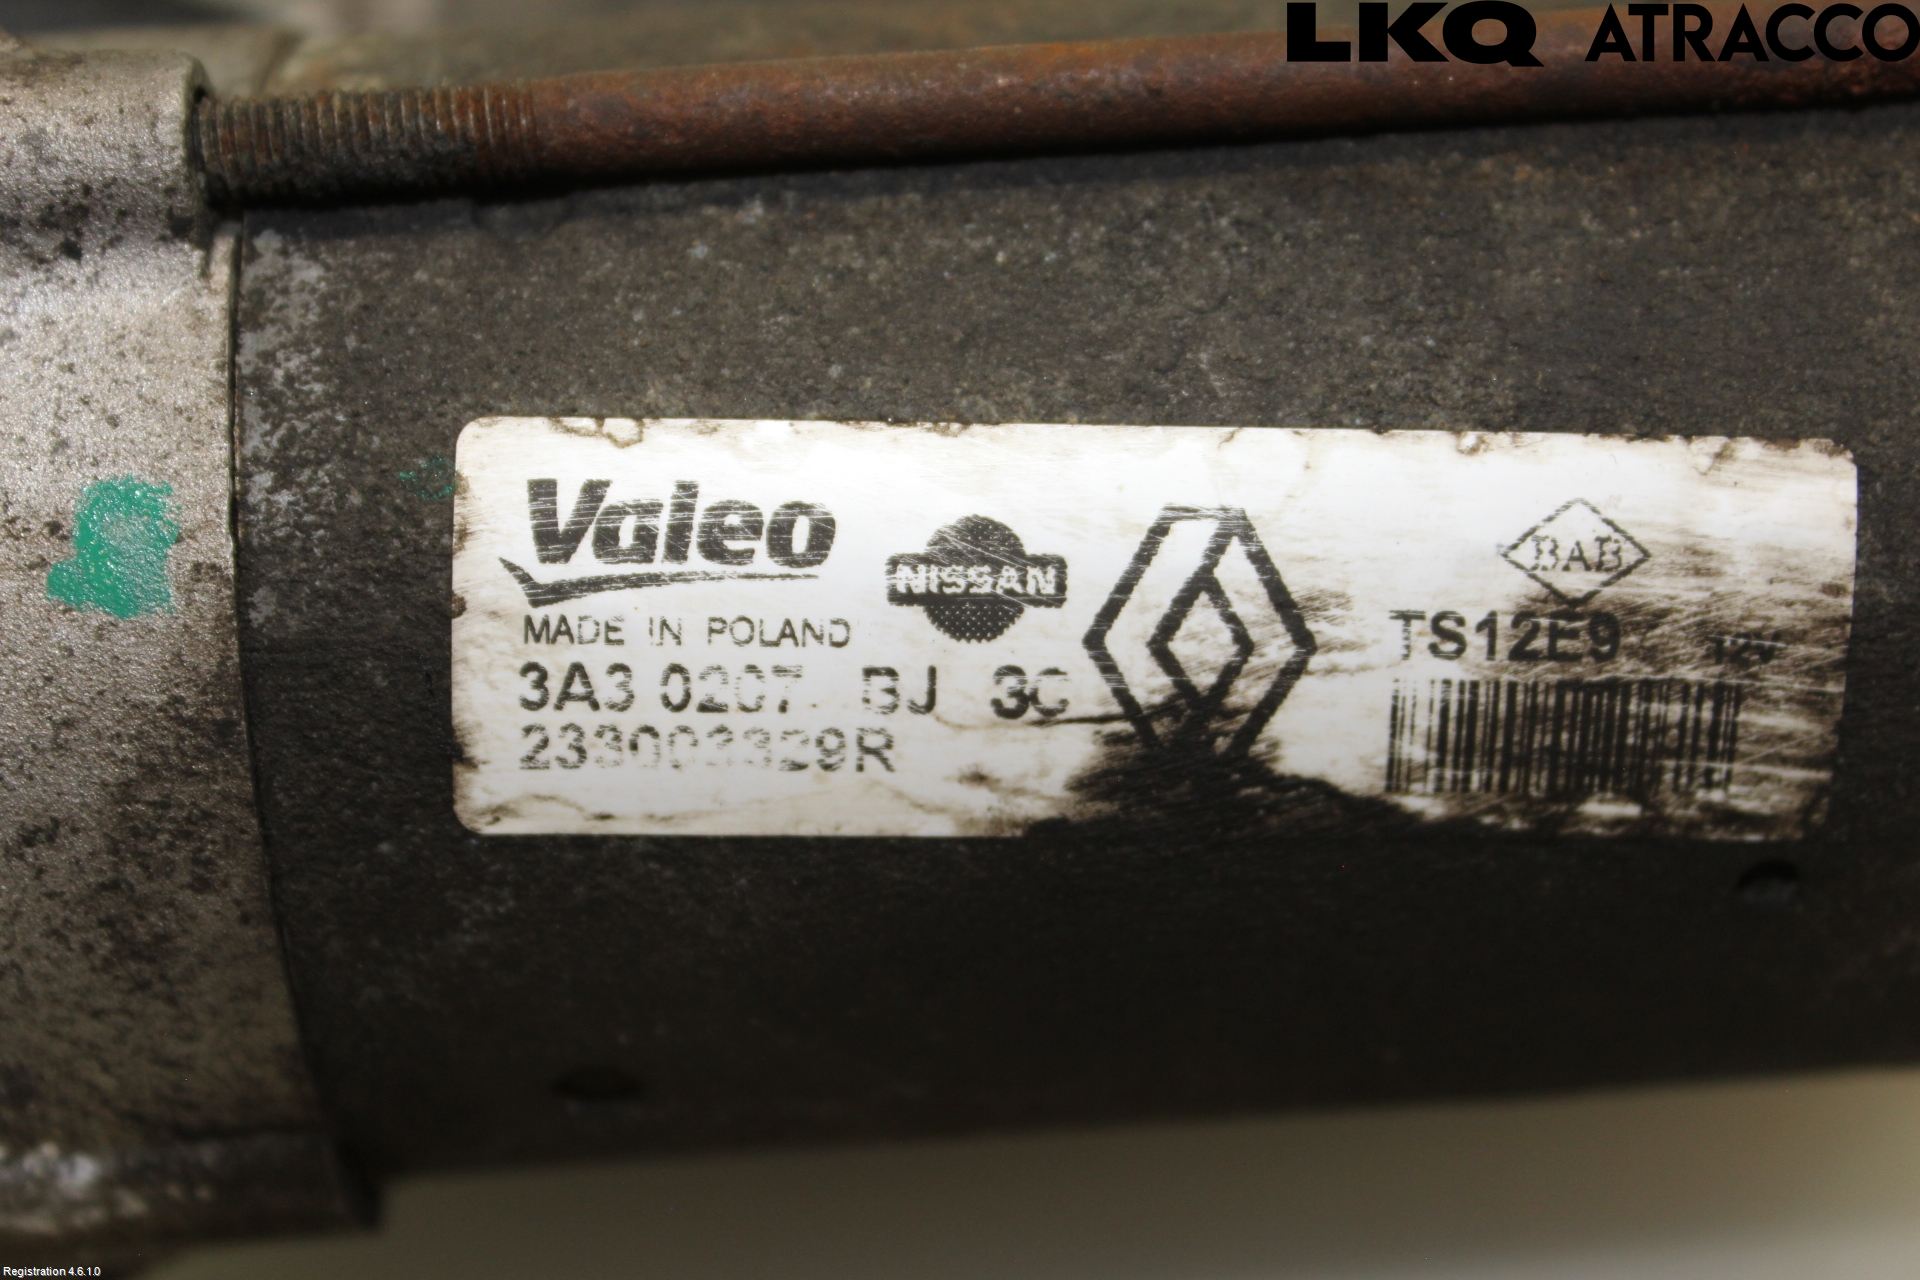 LKQ ATRACCO
Valeo
NISSAN
BAB
MADE IN POLAND
TS12E9 12V
3A3 0207 BJ 3C
233003329R
Registration 4.6.1.0